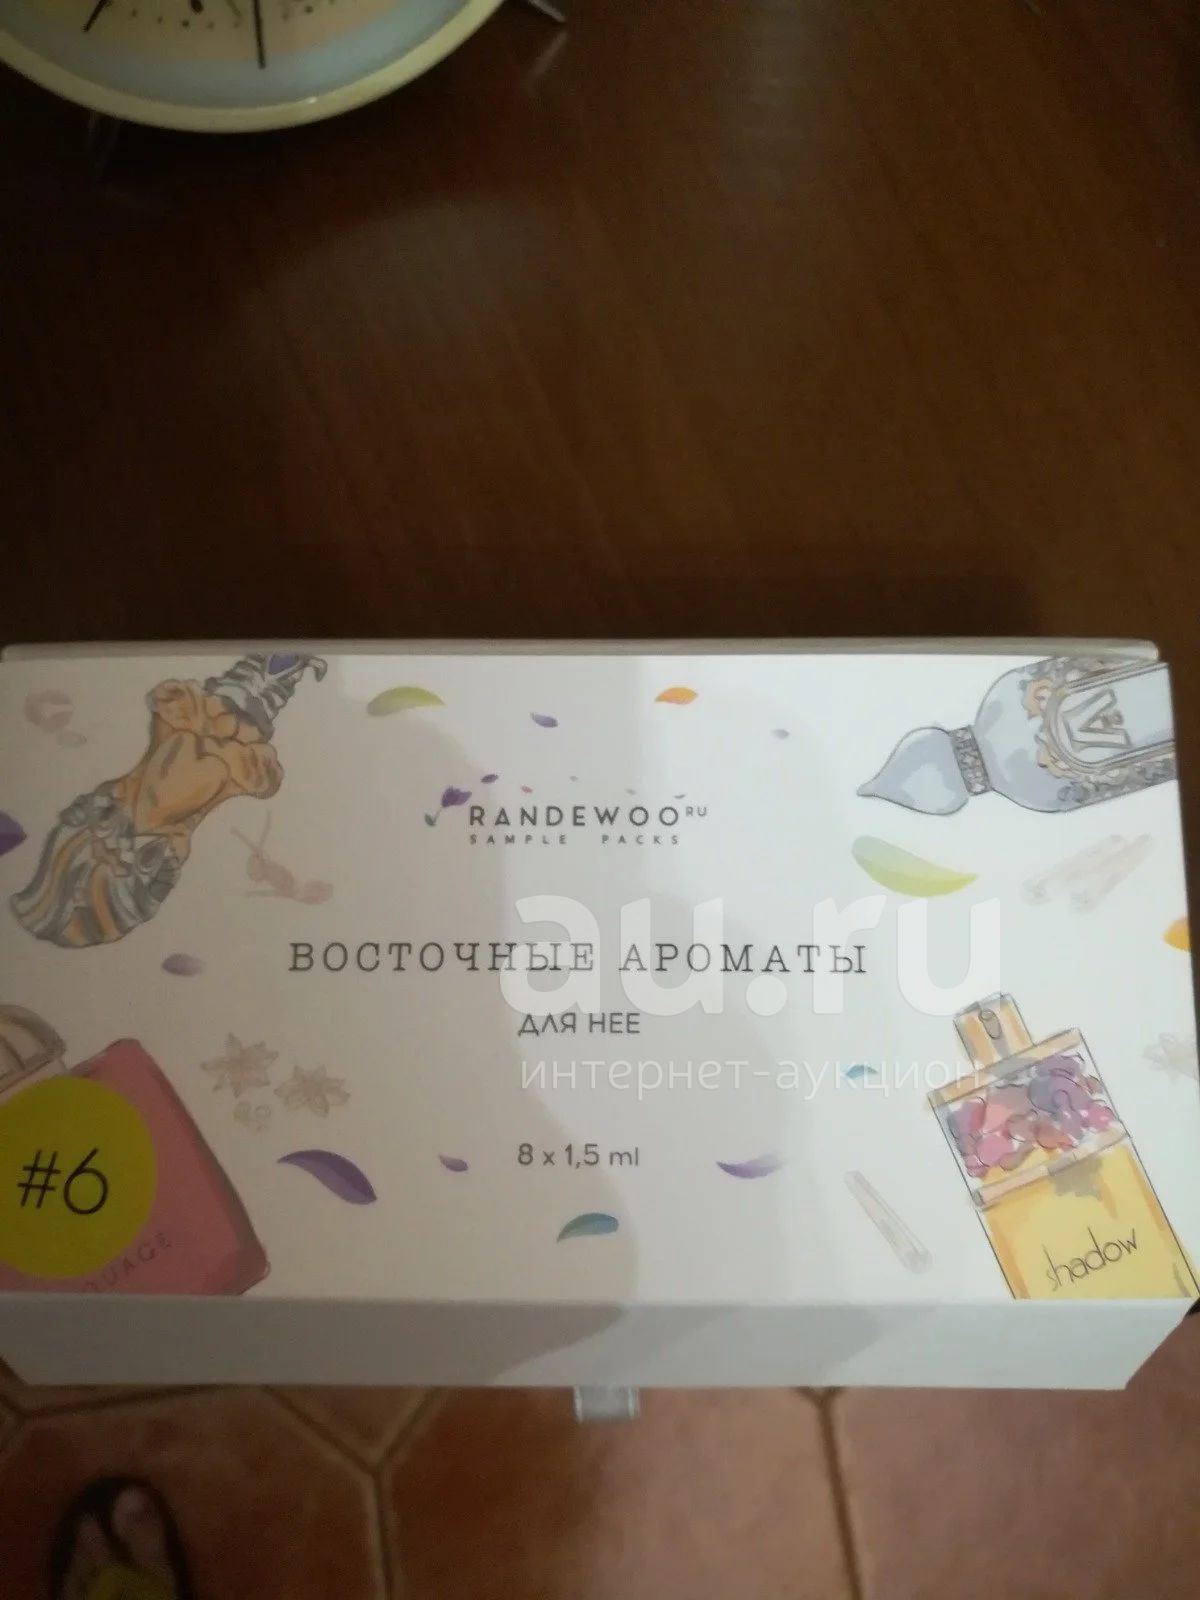 RANDEWOO RU
SAMPLE PACKS
au.ru
ВОСТОЧНЫЕ АРОМАТЫ
ДЛЯ НЕЕ
интернет-аукцион
8 x 1,5 ml
#6
shadow